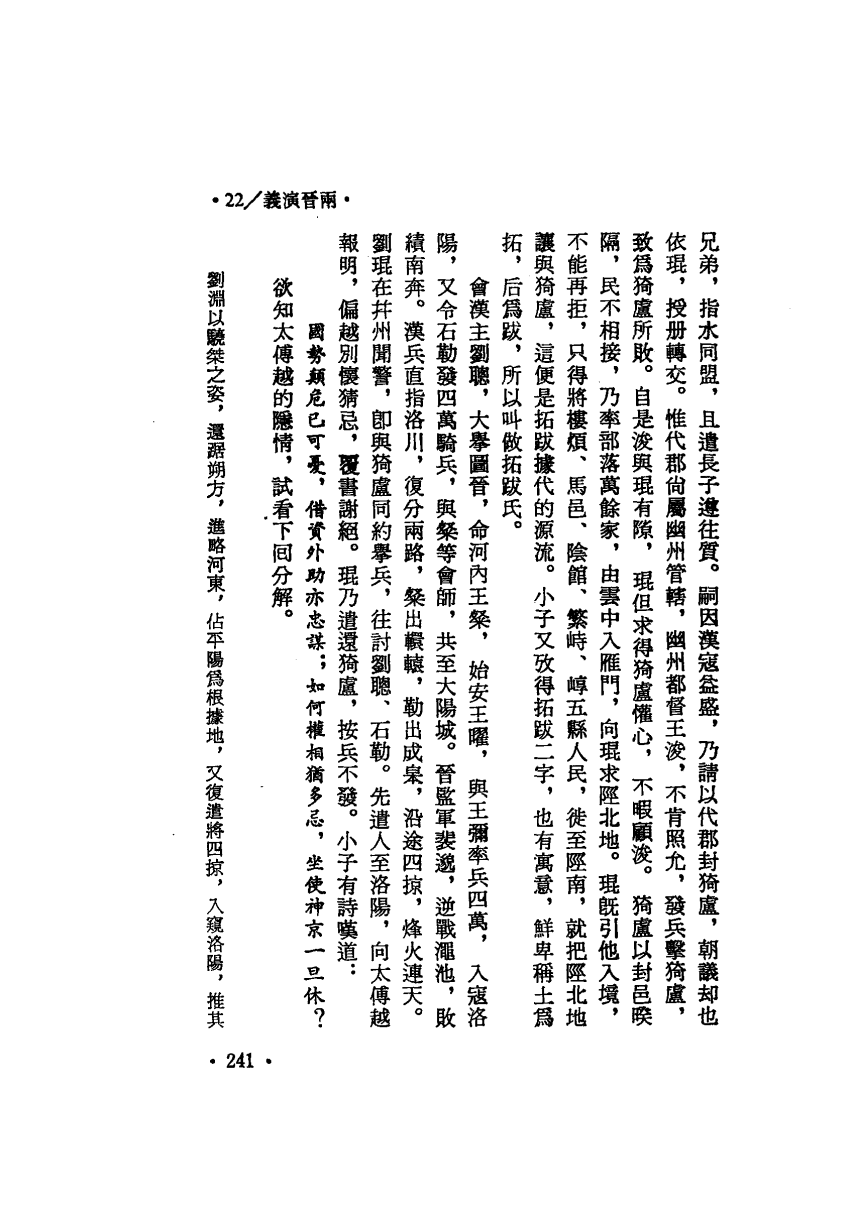 •22/義演晉兩•
兄弟，指水同盟，且遣長子遵往質。嗣因漢寇益盛，乃請以代郡封猗盧，朝議却也
依琨，授册轉交。惟代郡尙屬幽州管轄，幽州都督王浚，不肯照允，發兵擊猗盧，
致爲猗盧所敗。自是浚與琨有隙，琨但求得猗盧懽心，不暇顧浚。猗盧以封邑暌
隔，民不相接，乃率部落萬餘家，由雲中入雁門，向琨求陘北地。琨旣引他入境，
不能再拒，只得將樓煩、馬邑、陰館、繁峙、崞五縣人民，徙至陘南，就把陘北地
讓與猗盧，這便是拓跋據代的源流。小子又攷得拓跋二字，也有寓意，鮮卑稱土爲
拓，后爲跋，所以叫做拓跋氏。
會漢主劉聰，大擧圖晉，命河內王粲，始安王曜，與王彌率兵四萬，入寇洛
陽，又令石勒發四萬騎兵，與粲等會師，共至大陽城。晉監軍裴邈，逆戰澠池，敗
績南奔。漢兵直指洛川，復分兩路，粲出轘轅，勒出成臯，沿途四掠，烽火連天。
劉琨在幷州聞警，卽與猗盧同約擧兵，往討劉聰、石勒。先遣人至洛陽，向太傅越
報明，偏越別懷猜忌，覆書謝絕。琨乃遣還猗盧，按兵不發。小子有詩嘆道：
國勢顛危已可憂，借資外助亦忠謀；如何權相猶多忌，坐使神京一旦休？
欲知太傅越的隱情，試看下回分解。
劉淵以驍桀之姿，還踞朔方，進略河東，佔平陽爲根據地，又復遣將四掠，入窺洛陽，推其
•241•